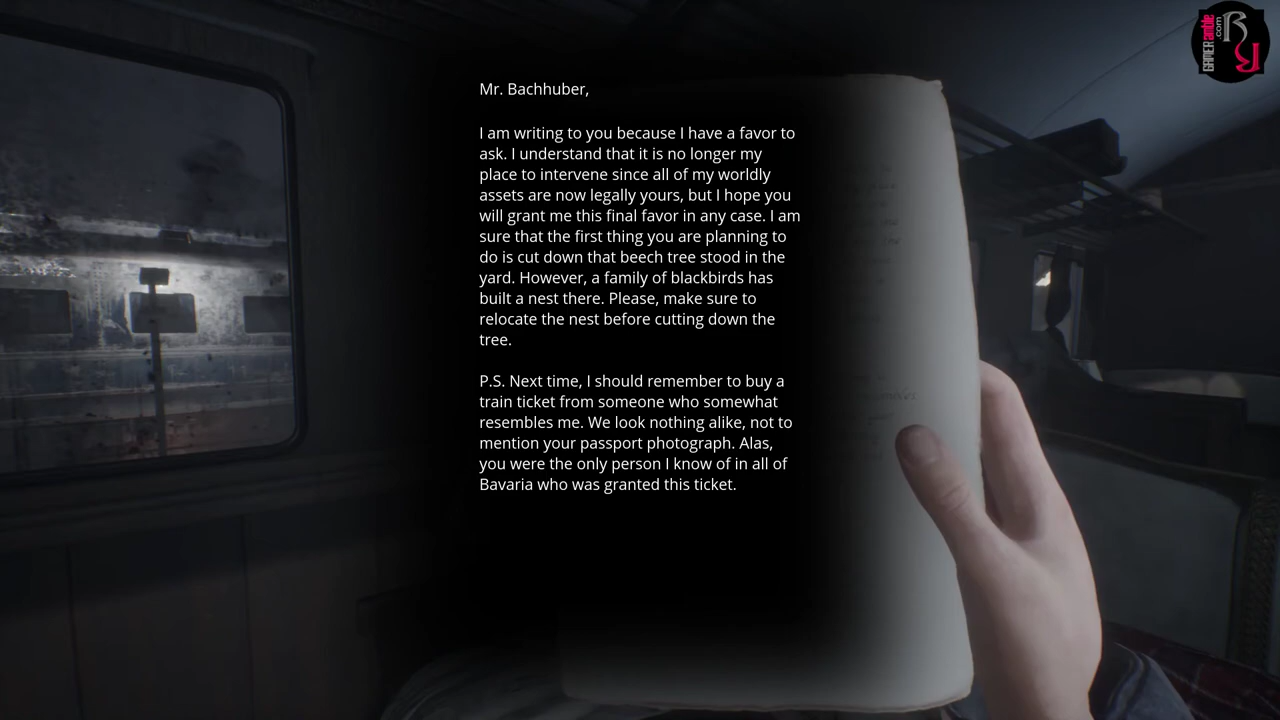 Mr. Bachhuber,
I am writing to you because I have a favor to
ask. I understand that it is no longer my
place to intervene since all of my worldly
assets are now legally yours, but I hope you
will grant me this final favor in any case. I am
sure that the first thing you are planning to
do is cut down that beech tree stood in the
yard. However, a family of blackbirds has
built a nest there. Please, make sure to
relocate the nest before cutting down the
tree.
P.S. Next time, I should remember to buy a
train ticket from someone who somewhat
resembles me. We look nothing alike, not to
mention your passport photograph. Alas,
you were the only person I know of in all of
Bavaria who was granted this ticket.
GAMERamble.com